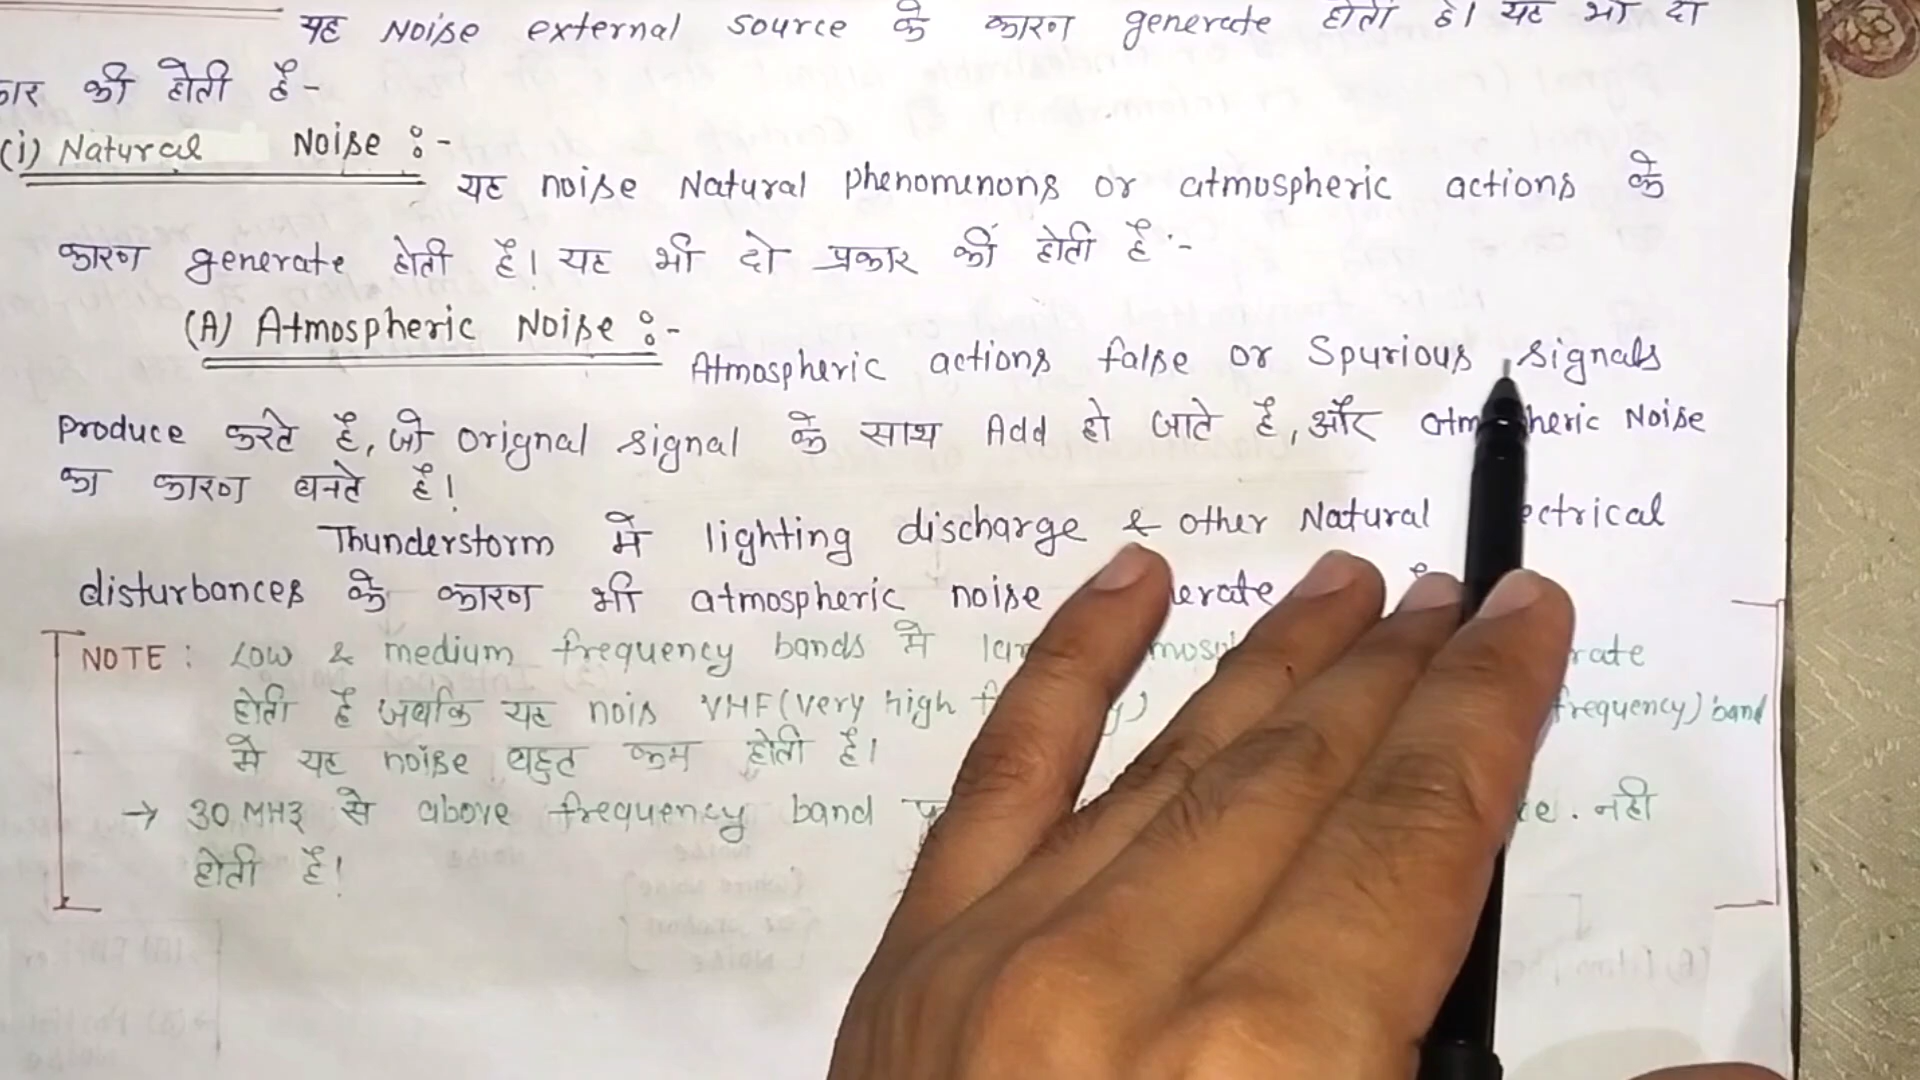 यह Noise external source के कारण generate होती है। यह भी दो
की होती है-
(i) Natural Noise :-
यह noise Natural phenomenons or atmospheric actions के
कारण generate होती है। यह भी दो प्रकार की होती है :-
(A) Atmospheric Noise :-
Atmospheric actions false or Spurious signals
produce करते है, जो orignal signal के साथ Add हो जाते है, और Noise
का कारण बनते है।
Thunderstorm मे lighting discharge & other Natural
disturbances के कारण भी atmospheric noise
NOTE : Low & medium frequency bands मे
होती है जबकि यह nois VHF (very high frequency) band
मे यह noise बहुत कम होती है।
→ 30 MHz से above frequency band नही
होती है।